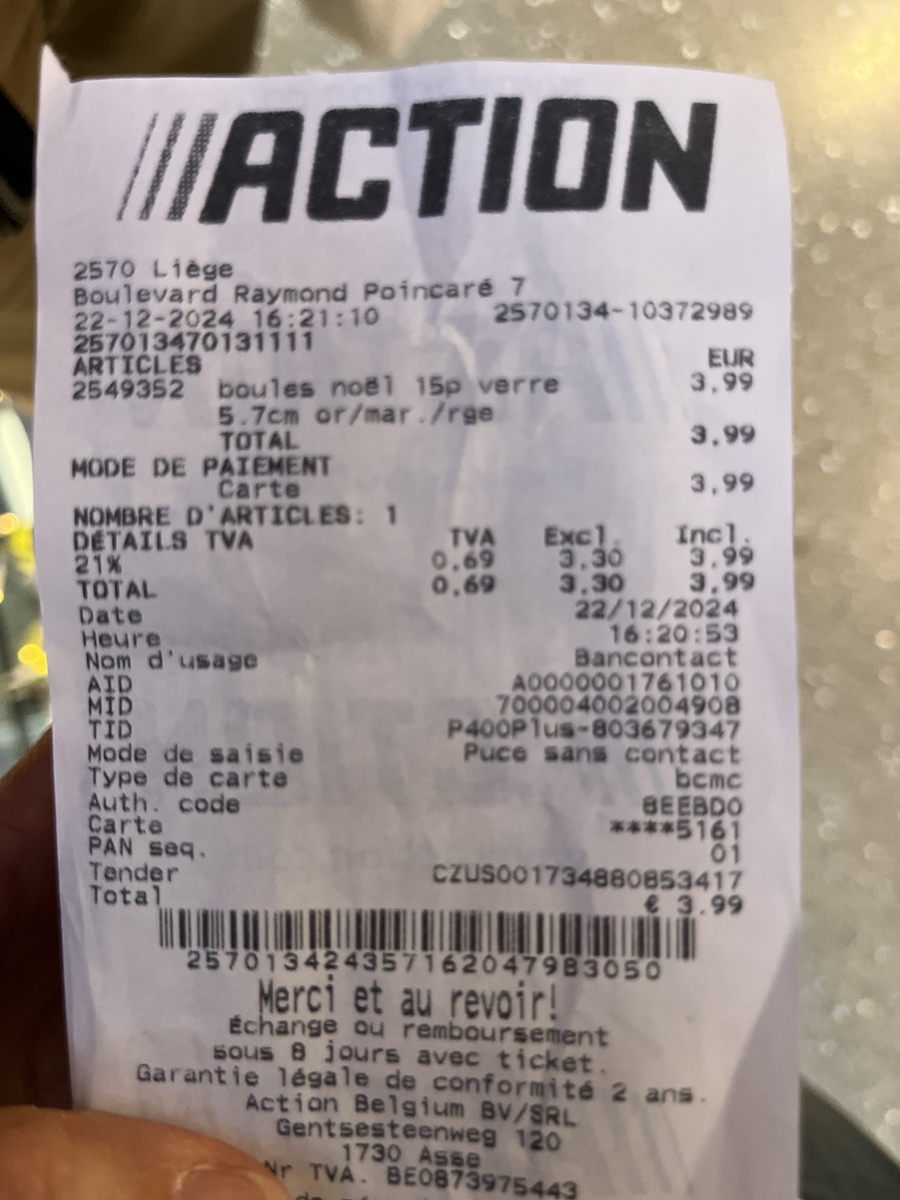 ACTION
2570 Liège
Boulevard Raymond Poincaré 7
22-12-2024 16:21:10 2570134-10372989
257013470131111
ARTICLES EUR
2549352 boules noël 15p verre 3,99
5.7cm or/mar./rge
TOTAL 3,99
MODE DE PAIEMENT
Carte 3,99
NOMBRE D'ARTICLES: 1
DÉTAILS TVA TVA Excl. Incl.
21% 0,69 3,30 3,99
TOTAL 0,69 3,30 3,99
Date 22/12/2024
Heure 16:20:53
Nom d'usage Bancontact
AID A0000001761010
MID 700004002004908
TID P400Plus-803679347
Mode de saisie Puce sans contact
Type de carte bcmc
Auth. code 8EEBD0
Carte ****5161
PAN seq. 01
Tender CZUS001734880853417
Total € 3.99
257013424357162047983050
Merci et au revoir!
Échange ou remboursement
sous 8 jours avec ticket.
Garantie légale de conformité 2 ans.
Action Belgium BV/SRL
Gentsesteenweg 120
1730 Asse
Nr TVA. BE0873975443